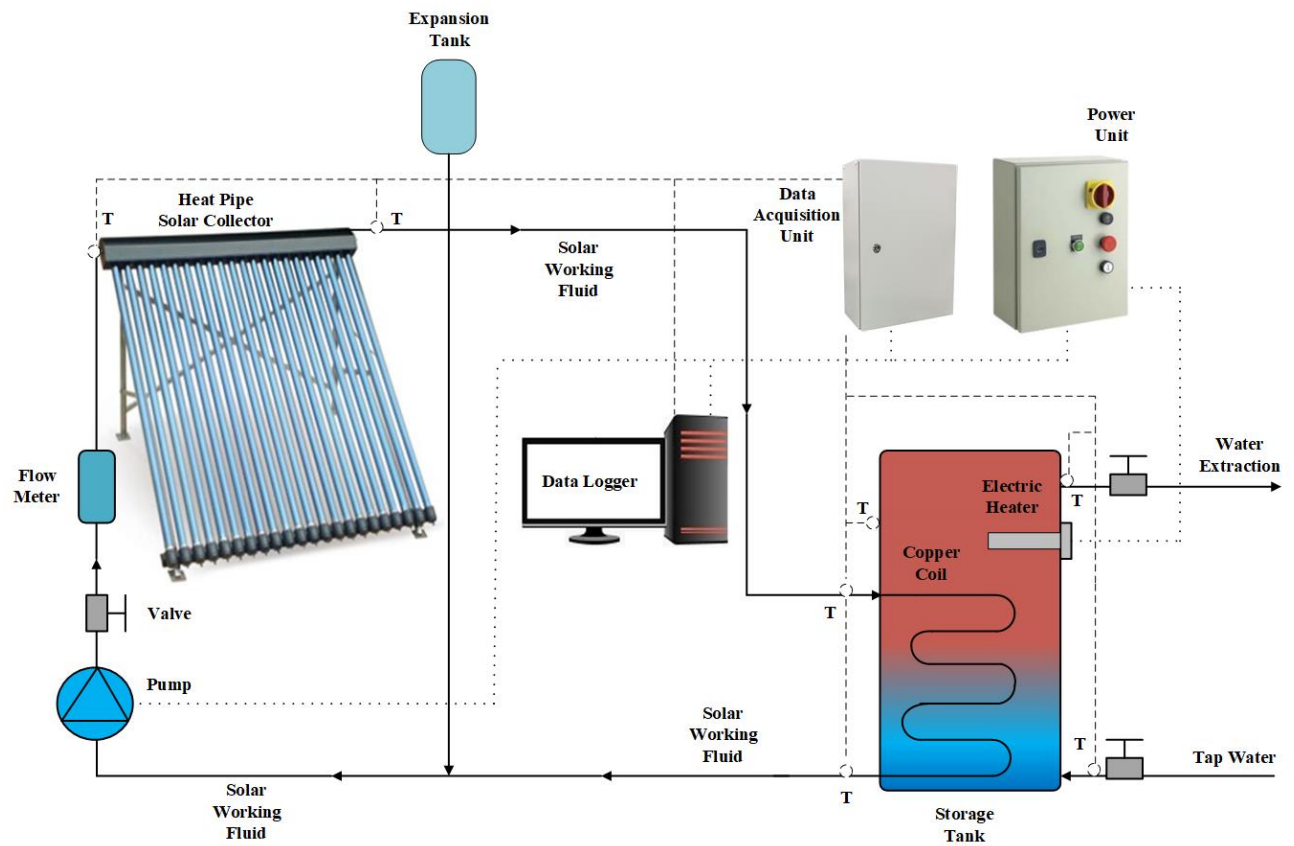 Expansion
Tank
Power
Unit
Heat Pipe
Solar Collector
T
T
Data
Acquisition
Unit
Solar
Working
Fluid
Flow
Meter
Data Logger
Water
Extraction
Electric
Heater
T
T
Copper
Coil
Valve
T
Pump
Solar
Working
Fluid
T
Tap Water
Solar
Working
Fluid
T
Storage
Tank